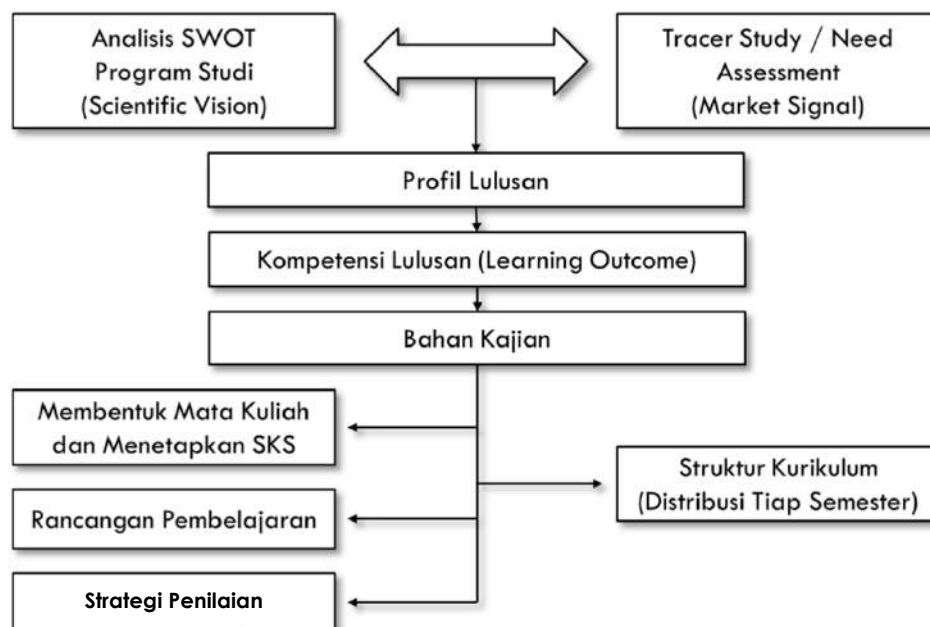 Analisis SWOT
Program Studi
(Scientific Vision)
Tracer Study / Need
Assessment
(Market Signal)
Profil Lulusan
Kompetensi Lulusan (Learning Outcome)
Bahan Kajian
Membentuk Mata Kuliah
dan Menetapkan SKS
Struktur Kurikulum
(Distribusi Tiap Semester)
Rancangan Pembelajaran
Strategi Penilaian